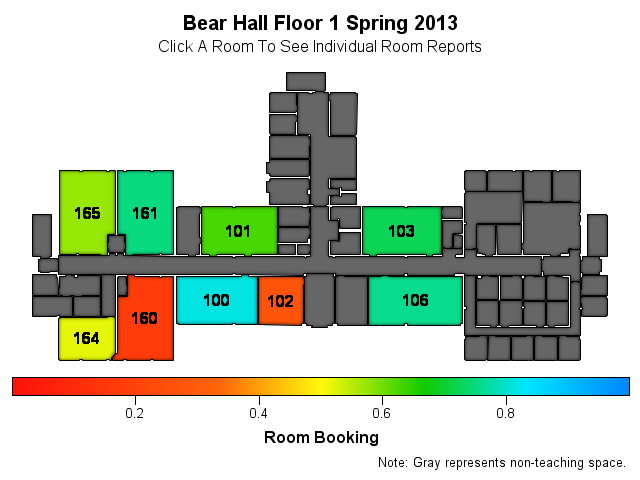 Bear Hall Floor 1 Spring 2013
Click A Room To See Individual Room Reports
165
161
101
103
100
102
106
160
164
0.2 0.4 0.6 0.8
Room Booking
Note: Gray represents non-teaching space.